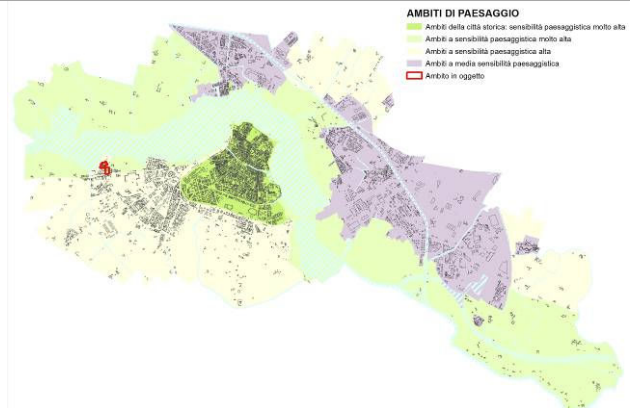 AMBITI DI PAESAGGIO
Ambiti della città storica: sensibilità paesaggistica molto alta
Ambiti a sensibilità paesaggistica molto alta
Ambiti a sensibilità paesaggistica alta
Ambiti a media sensibilità paesaggistica
Ambito in oggetto